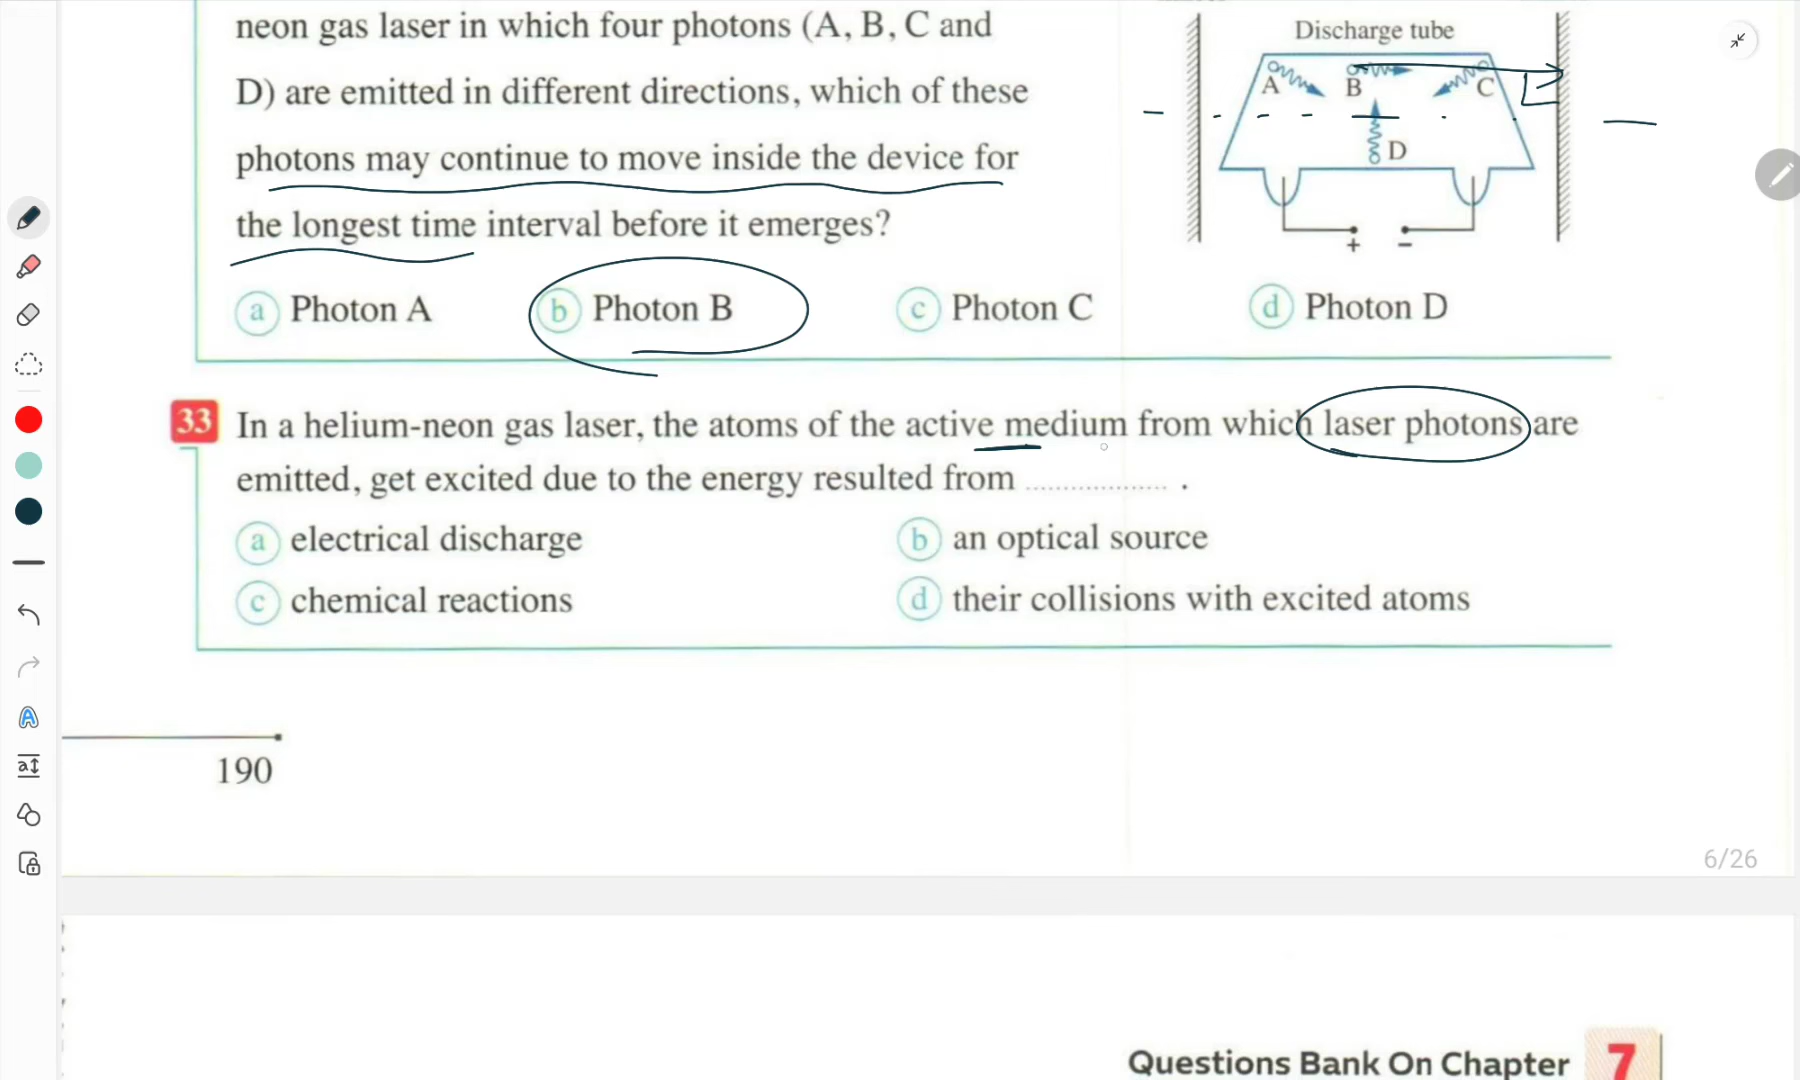 neon gas laser in which four photons (A, B, C and
D) are emitted in different directions, which of these
photons may continue to move inside the device for
the longest time interval before it emerges?
Discharge tube
A
B
C
D
+
−
a Photon A
b Photon B
c Photon C
d Photon D
33 In a helium-neon gas laser, the atoms of the active medium from which laser photons are
emitted, get excited due to the energy resulted from .................. .
a electrical discharge
b an optical source
c chemical reactions
d their collisions with excited atoms
190
6/26
Questions Bank On Chapter 7